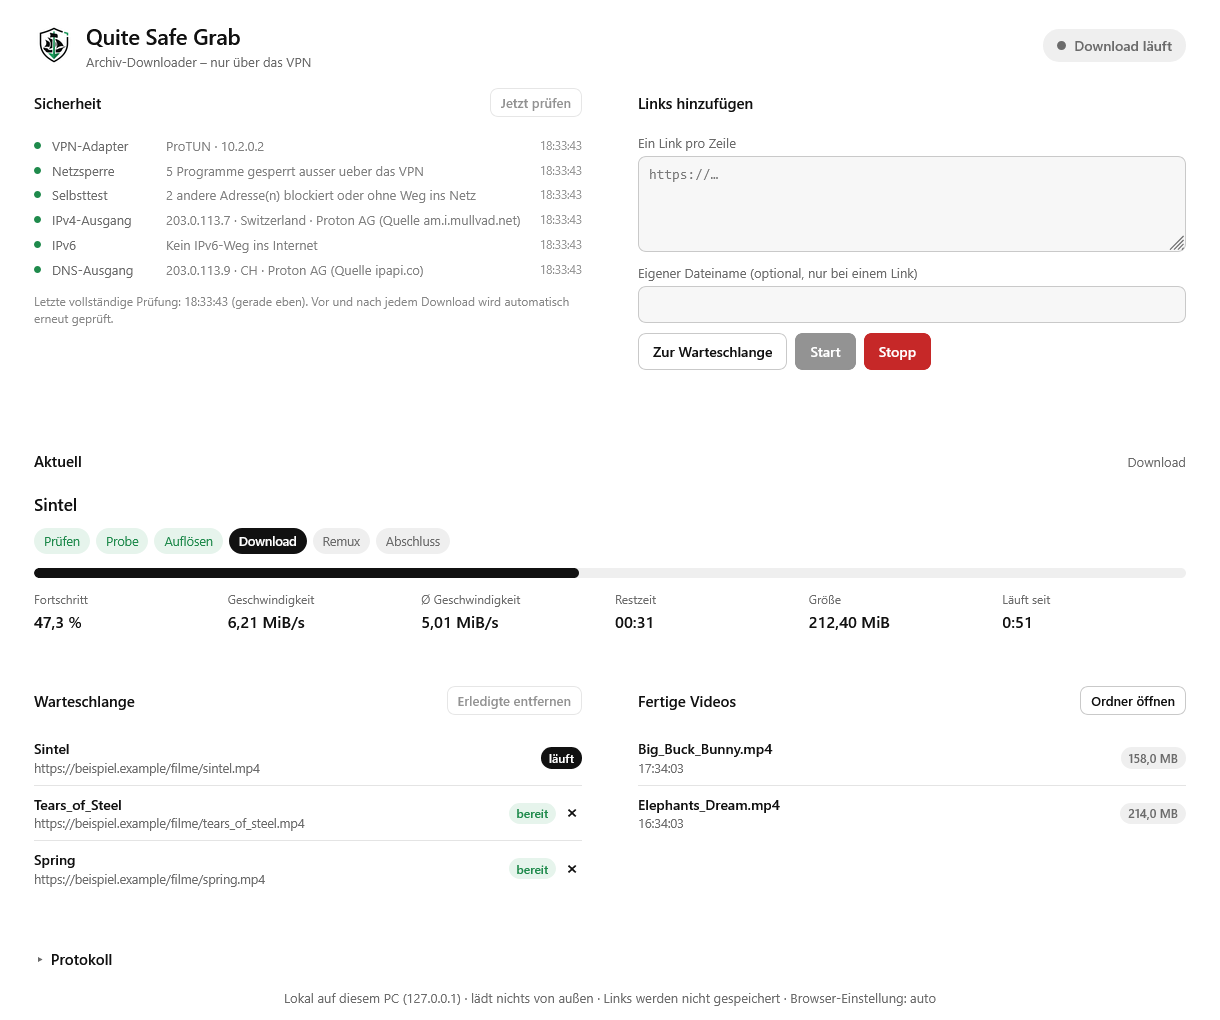 Quite Safe Grab
Archiv-Downloader – nur über das VPN
Download läuft
Sicherheit
Jetzt prüfen
VPN-Adapter ProTUN · 10.2.0.2 18:33:43
Netzsperre 5 Programme gesperrt ausser ueber das VPN 18:33:43
Selbsttest 2 andere Adresse(n) blockiert oder ohne Weg ins Netz 18:33:43
IPv4-Ausgang 203.0.113.7 · Switzerland · Proton AG (Quelle am.i.mullvad.net) 18:33:43
IPv6 Kein IPv6-Weg ins Internet 18:33:43
DNS-Ausgang 203.0.113.9 · CH · Proton AG (Quelle ipapi.co) 18:33:43
Letzte vollständige Prüfung: 18:33:43 (gerade eben). Vor und nach jedem Download wird automatisch
erneut geprüft.
Links hinzufügen
Ein Link pro Zeile
https://…
Eigener Dateiname (optional, nur bei einem Link)
Zur Warteschlange Start Stopp
Aktuell
Download
Sintel
Prüfen Probe Auflösen Download Remux Abschluss
Fortschritt Geschwindigkeit Ø Geschwindigkeit Restzeit Größe Läuft seit
47,3 % 6,21 MiB/s 5,01 MiB/s 00:31 212,40 MiB 0:51
Warteschlange
Erledigte entfernen
Sintel
https://beispiel.example/filme/sintel.mp4
läuft
Tears_of_Steel
https://beispiel.example/filme/tears_of_steel.mp4
bereit ✕
Spring
https://beispiel.example/filme/spring.mp4
bereit ✕
Fertige Videos
Ordner öffnen
Big_Buck_Bunny.mp4
17:34:03
158,0 MB
Elephants_Dream.mp4
16:34:03
214,0 MB
Protokoll
Lokal auf diesem PC (127.0.0.1) · lädt nichts von außen · Links werden nicht gespeichert · Browser-Einstellung: auto